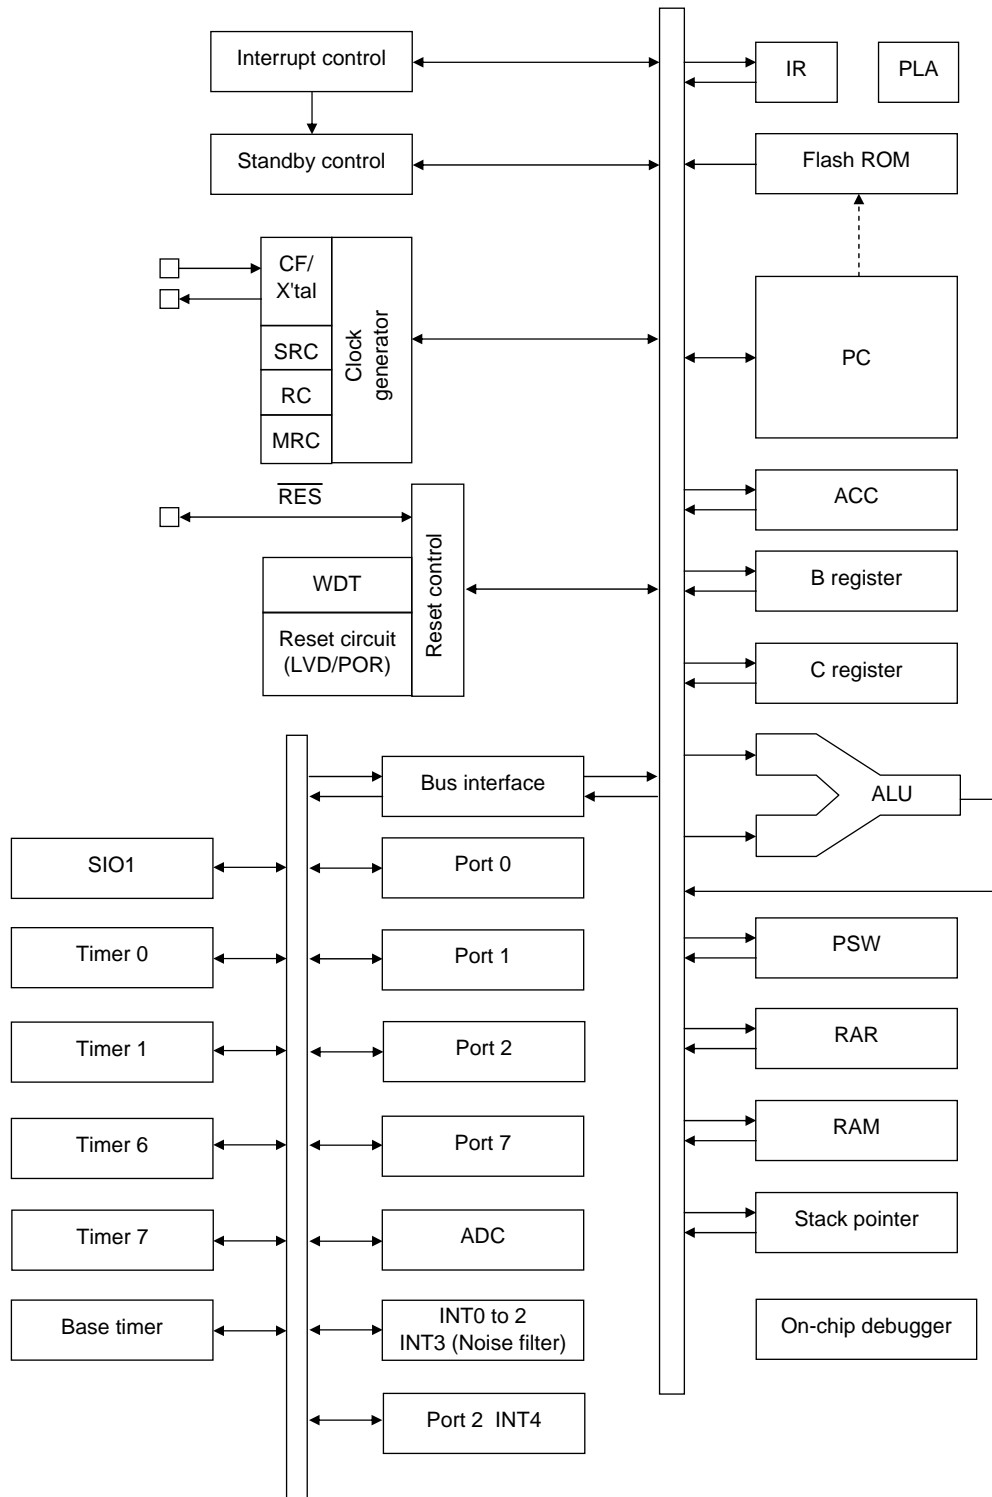 Interrupt control
IR
PLA
Standby control
Flash ROM
CF/
X'tal
SRC
RC
MRC
Clock
generator
PC
RES
ACC
WDT
Reset circuit
(LVD/POR)
Reset control
B register
C register
Bus interface
ALU
SIO1
Port 0
Timer 0
Port 1
PSW
Timer 1
Port 2
RAR
Timer 6
Port 7
RAM
Timer 7
ADC
Stack pointer
Base timer
INT0 to 2
INT3 (Noise filter)
On-chip debugger
Port 2 INT4